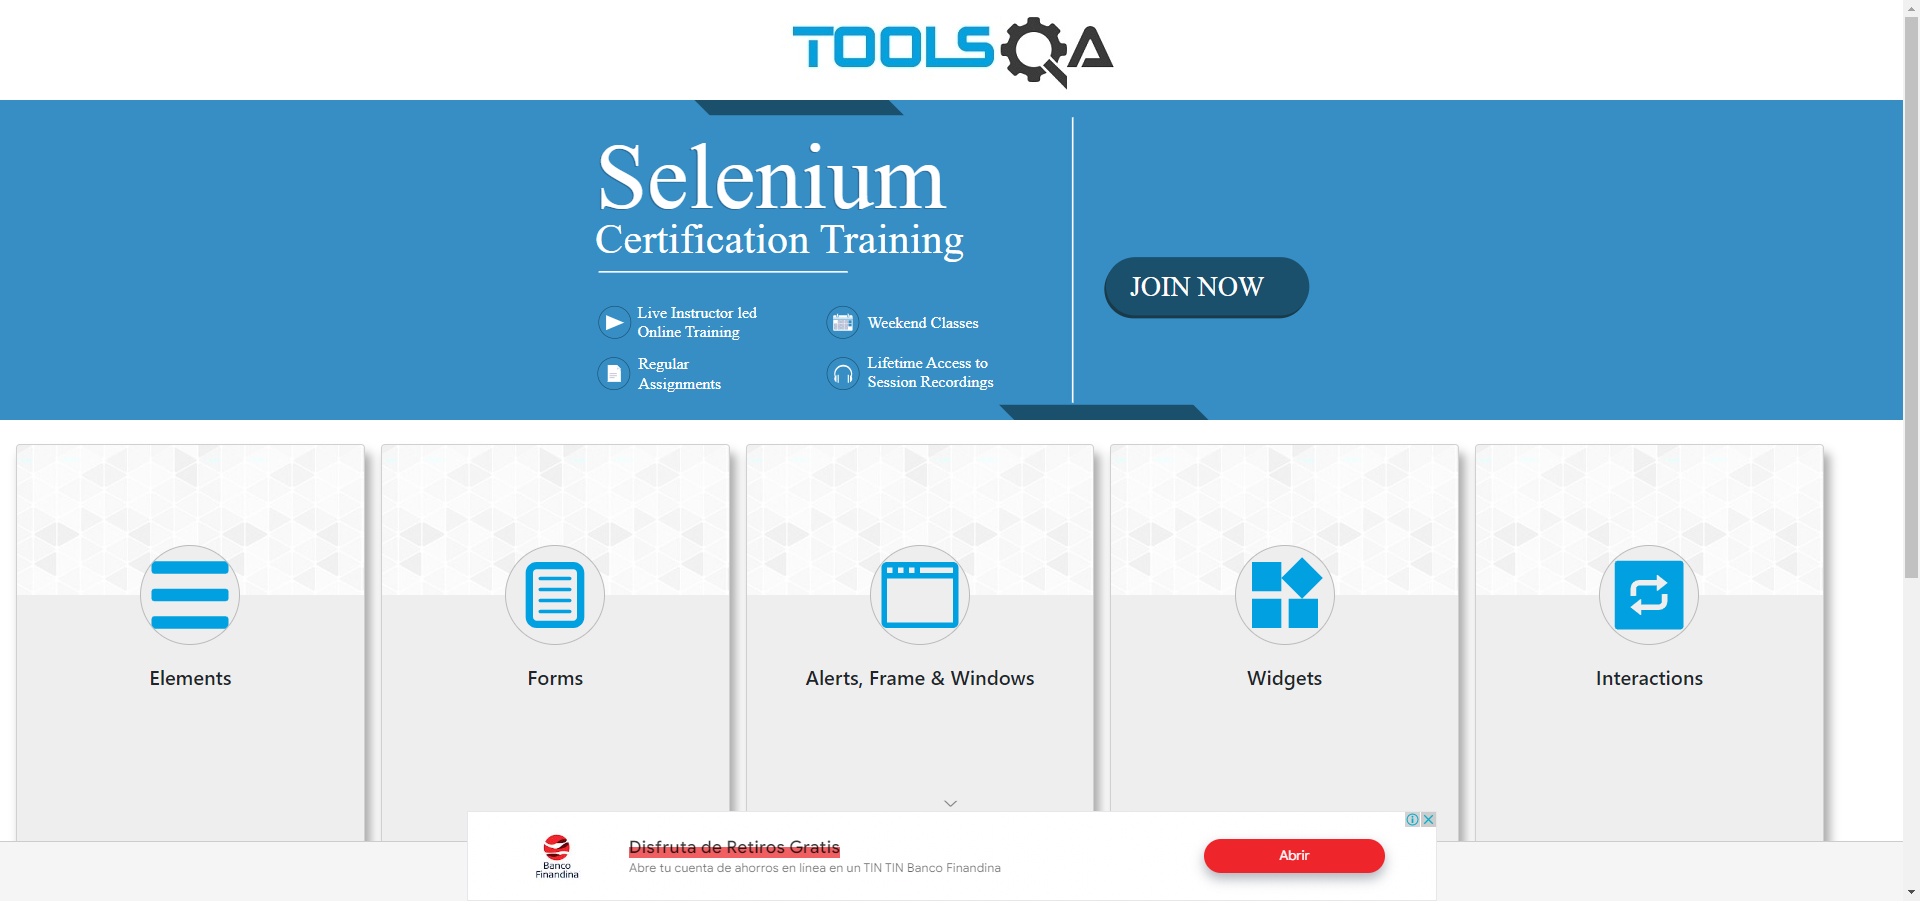 TOOLSQA
Selenium
Certification Training
JOIN NOW
Live Instructor led
Online Training
Weekend Classes
Regular
Assignments
Lifetime Access to
Session Recordings
Elements
Forms
Alerts, Frame & Windows
Widgets
Interactions
Banco
Finandina
Disfruta de Retiros Gratis
Abre tu cuenta de ahorros en línea en un TIN TIN Banco Finandina
Abrir